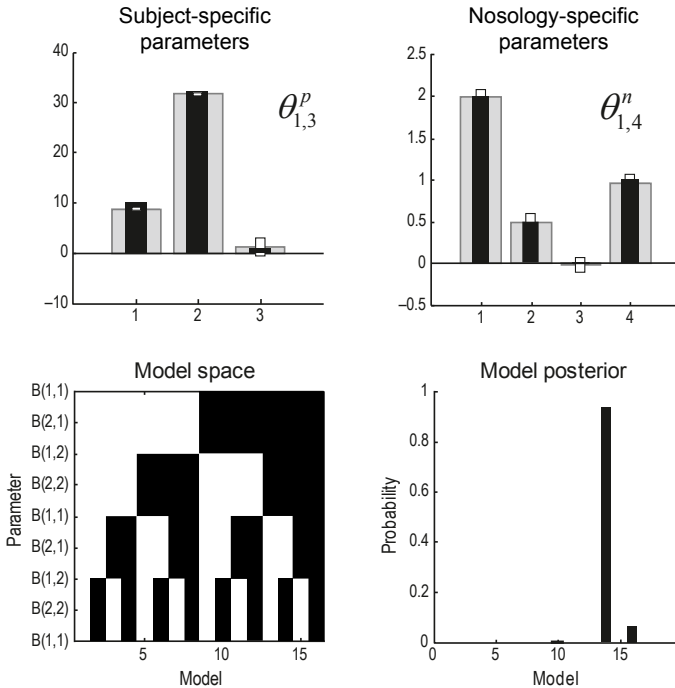 Subject-specific
parameters
40
30
20
10
0
–10
1 2 3
θ^p_{1,3}
Nosology-specific
parameters
2.5
2
1.5
1
0.5
0
–0.5
1 2 3 4
θ^n_{1,4}
Model space
Parameter
B(1,1)
B(2,1)
B(1,2)
B(2,2)
B(1,1)
B(2,1)
B(1,2)
B(2,2)
B(1,1)
5 10 15
Model
Model posterior
Probability
1
0.8
0.6
0.4
0.2
0
0 5 10 15
Model